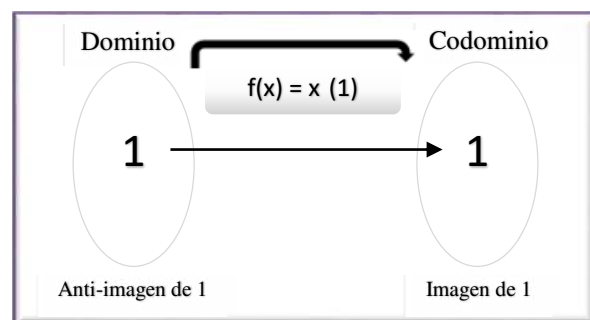 Dominio
Codominio
f(x) = x (1)
1
1
Anti-imagen de 1
Imagen de 1